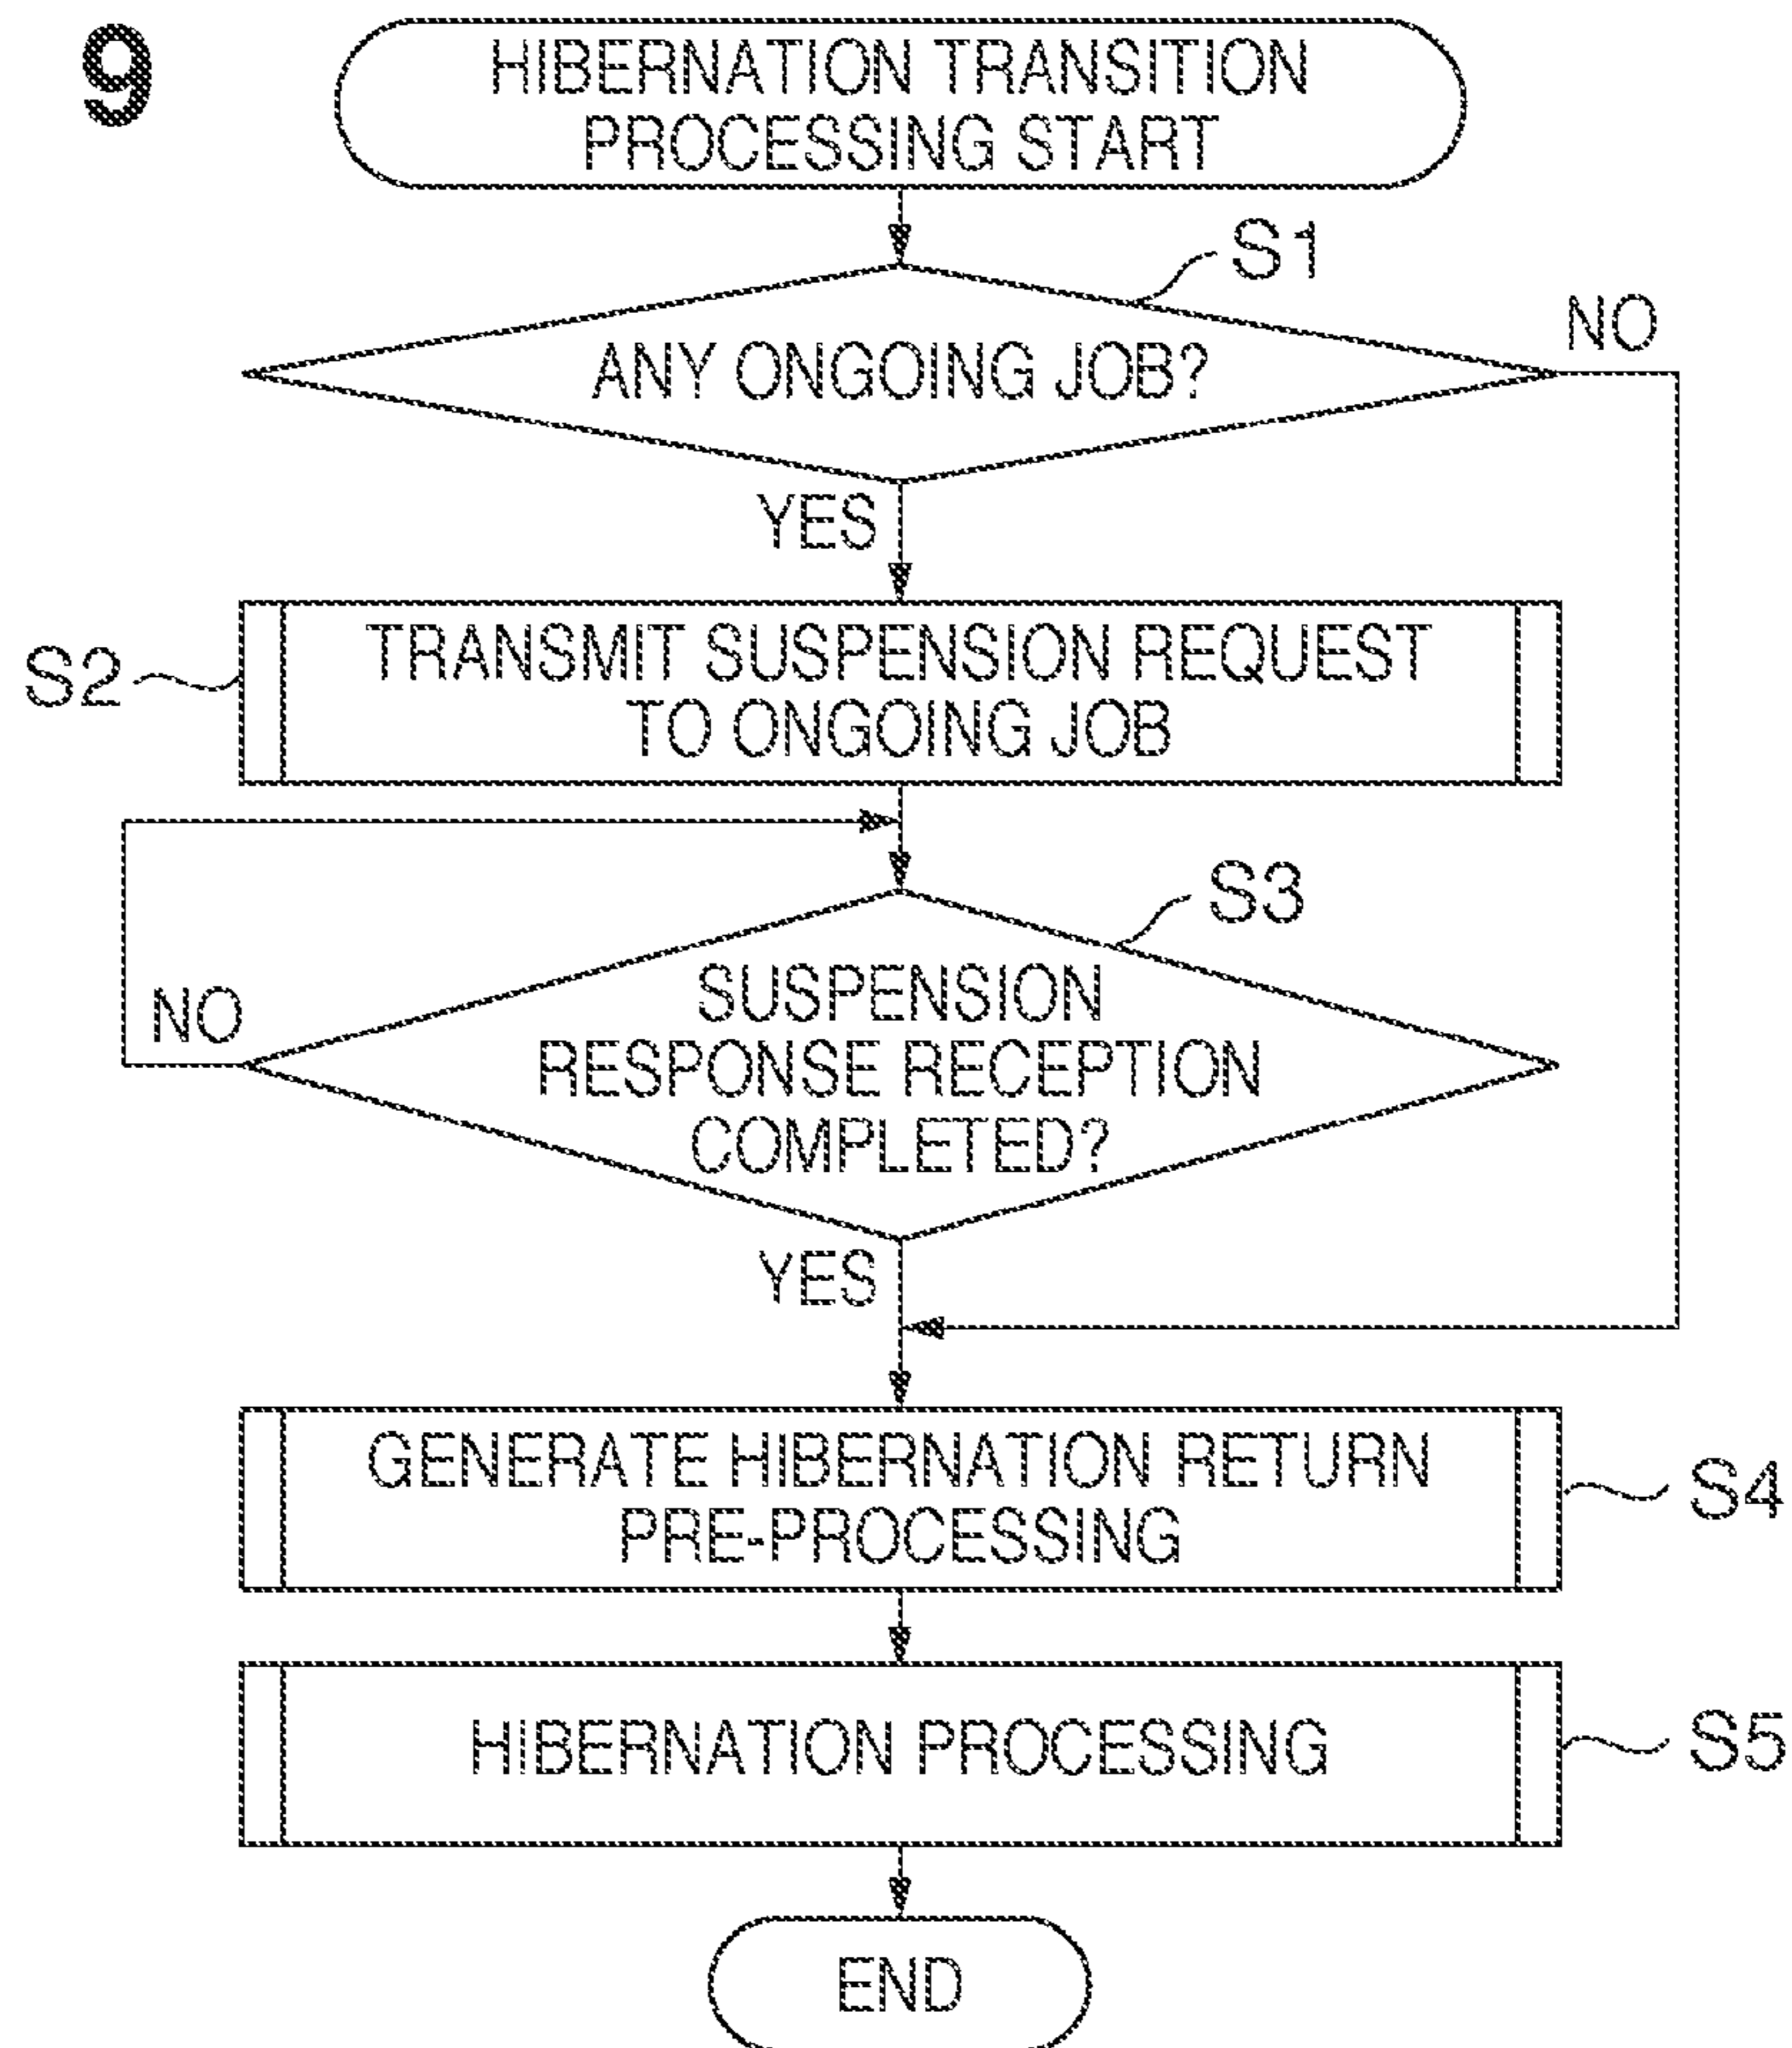 9
HIBERNATION TRANSITION
PROCESSING START
S1
NO
ANY ONGOING JOB?
YES
S2
TRANSMIT SUSPENSION REQUEST
TO ONGOING JOB
S3
NO
SUSPENSION
RESPONSE RECEPTION
COMPLETED?
YES
GENERATE HIBERNATION RETURN
PRE-PROCESSING
S4
HIBERNATION PROCESSING
S5
END